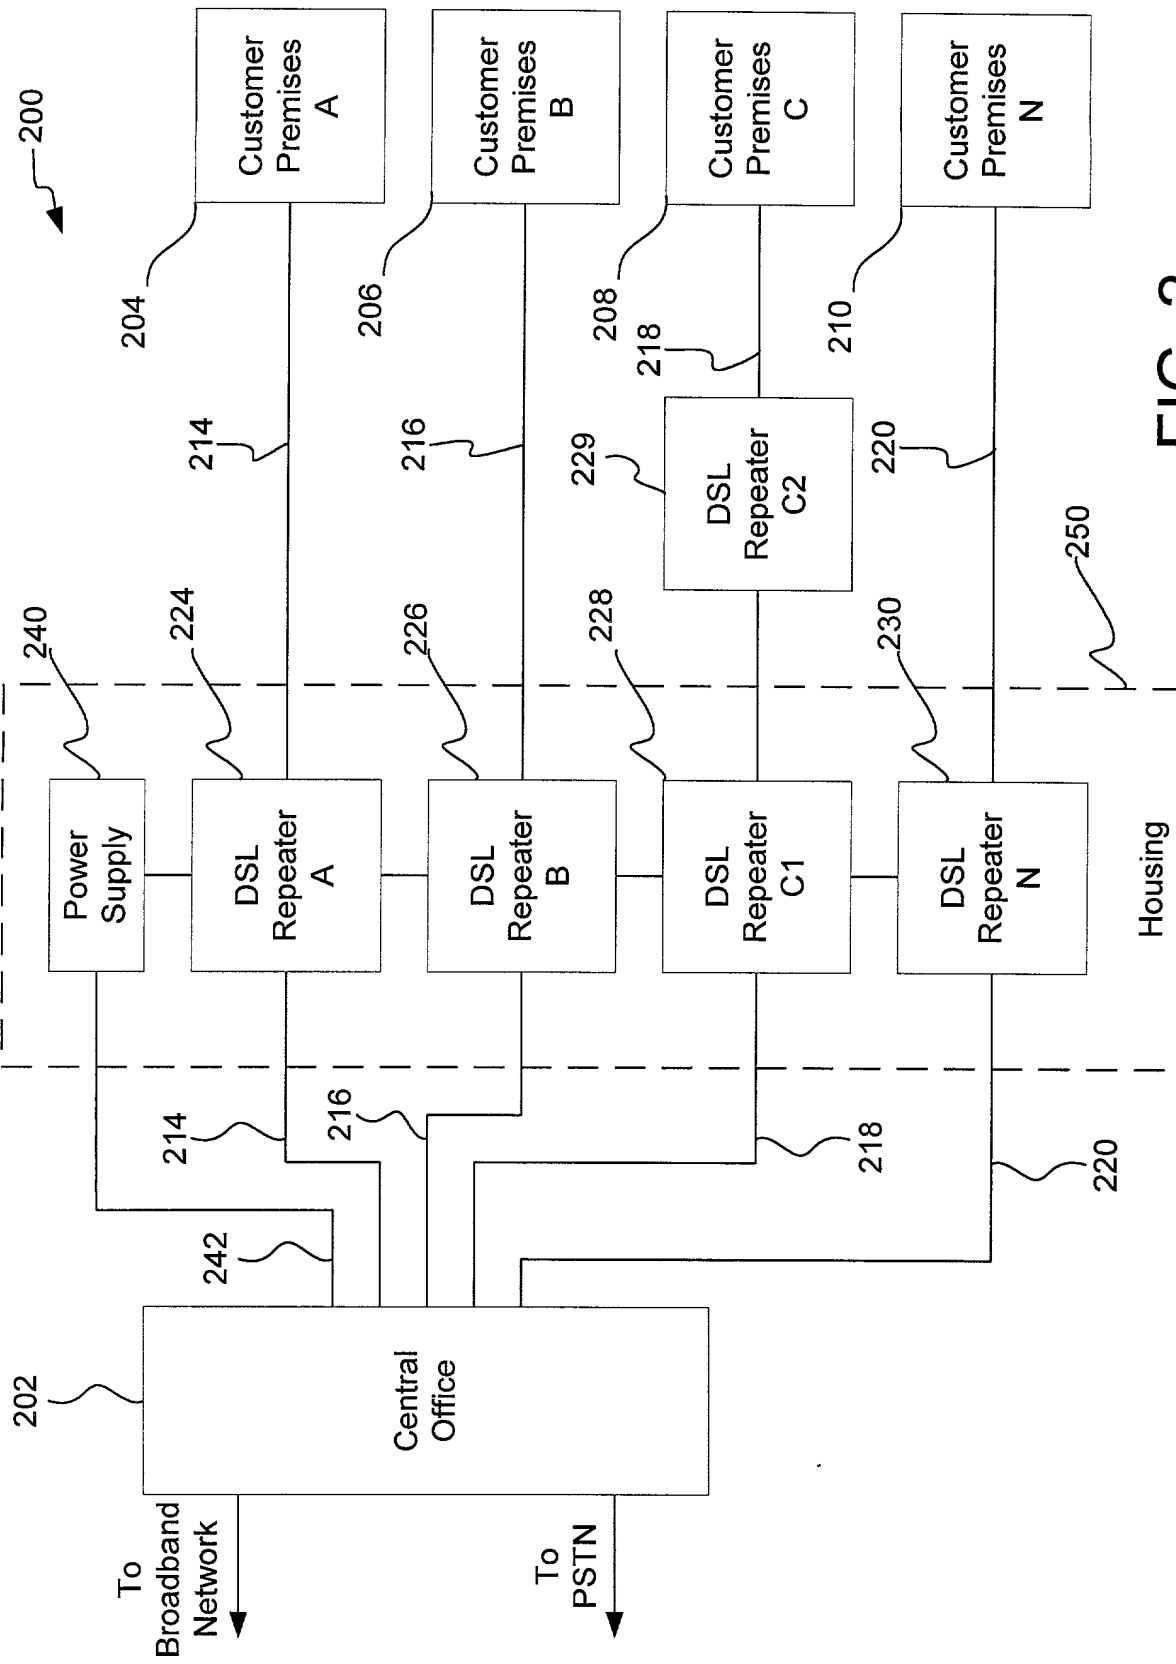 200
Customer
Premises
A
Customer
Premises
B
Customer
Premises
C
Customer
Premises
N
204
206
208
210
214
216
218
220
DSL
Repeater
C2
229
240
224
226
228
230
250
Power
Supply
DSL
Repeater
A
DSL
Repeater
B
DSL
Repeater
C1
DSL
Repeater
N
Housing
242
214
216
218
220
202
Central
Office
To
Broadband
Network
To
PSTN
FIG.